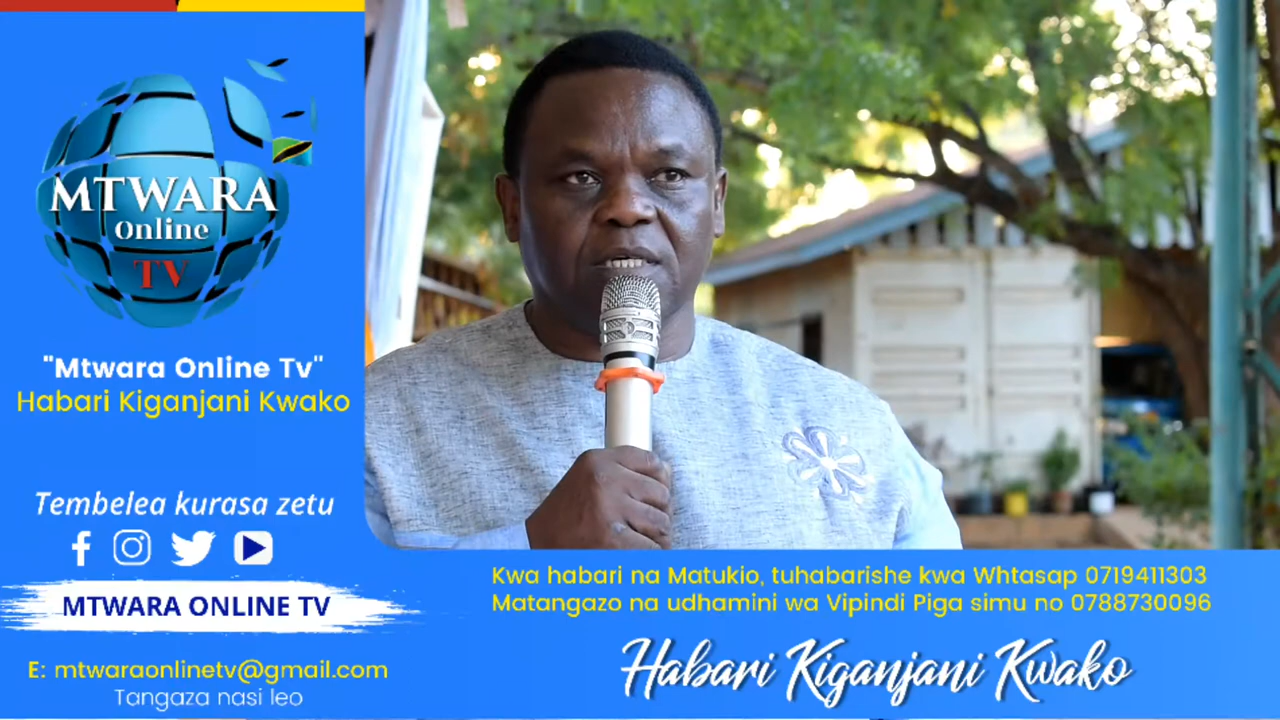 MTWARA
Online
TV
"Mtwara Online Tv"
Habari Kiganjani Kwako
Tembelea kurasa zetu
MTWARA ONLINE TV
E: mtwaraonlinetv@gmail.com
Tangaza nasi leo
Kwa habari na Matukio, tuhabarishe kwa Whtasap 0719411303
Matangazo na udhamini wa Vipindi Piga simu no 0788730096
Habari Kiganjani Kwako